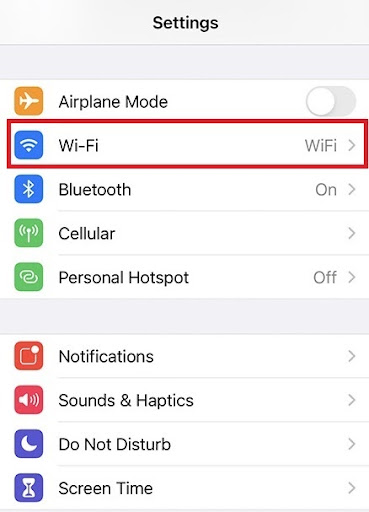 Settings
Airplane Mode
Wi-Fi WiFi
Bluetooth On
Cellular
Personal Hotspot Off
Notifications
Sounds & Haptics
Do Not Disturb
Screen Time